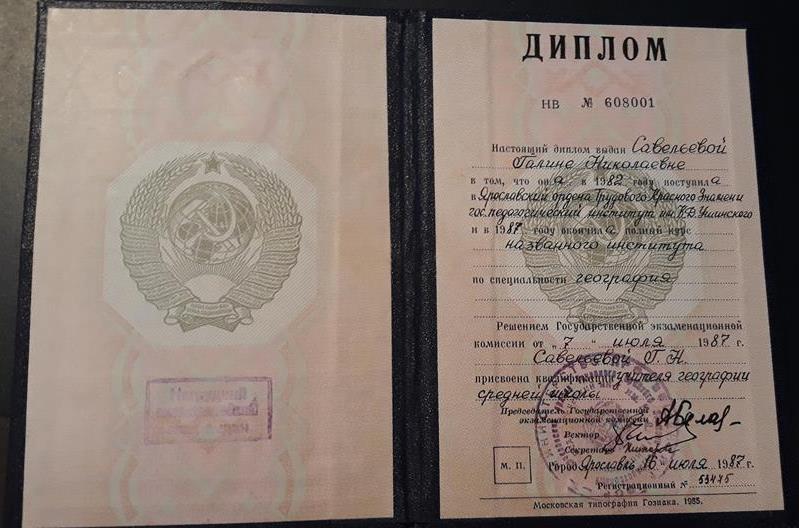 ДИПЛОМ
НВ № 608001
Настоящий диплом выдан Савельевой
Галине Николаевне
в том, что она в 1982 году поступила
в Ярославский ордена Трудового Красного Знамени
гос. педагогический институт им. К.Д. Ушинского
и в 1987 году окончила полный курс
названного института
по специальности география
Решением Государственной экзаменационной
комиссии от "7" июля 1987 г.
Савельевой Г. Н.
присвоена квалификация учителя географии
средней школы
Председатель Государственной
экзаменационной комиссии
Ректор
Секретарь
М. П.
Город Ярославль 16 июля 1987 г.
Регистрационный № 59475
Московская типография Гознака. 1985.